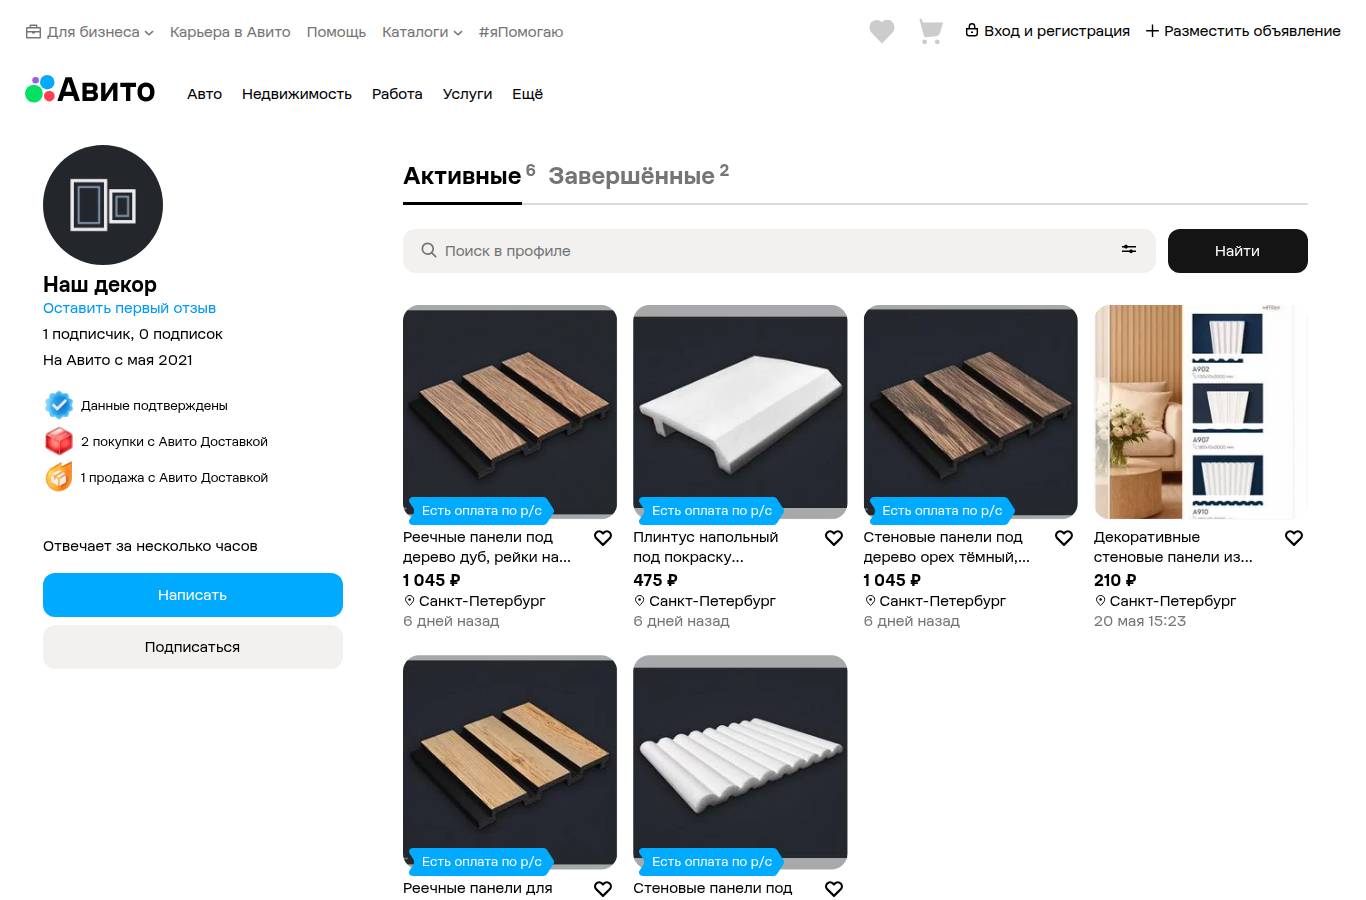 Для бизнеса Карьера в Авито Помощь Каталоги #яПомогаю
Вход и регистрация Разместить объявление
Авито
Авто Недвижимость Работа Услуги Ещё
Наш декор
Оставить первый отзыв
1 подписчик, 0 подписок
На Авито с мая 2021
Данные подтверждены
2 покупки с Авито Доставкой
1 продажа с Авито Доставкой
Отвечает за несколько часов
Написать
Подписаться
Активные 6 Завершённые 2
Поиск в профиле
Найти
Есть оплата по р/с
Реечные панели под
дерево дуб, рейки на...
1 045 ₽
Санкт-Петербург
6 дней назад
Есть оплата по р/с
Плинтус напольный
под покраску...
475 ₽
Санкт-Петербург
6 дней назад
Есть оплата по р/с
Стеновые панели под
дерево орех тёмный,...
1 045 ₽
Санкт-Петербург
6 дней назад
A902
A907
A910
Декоративные
стеновые панели из...
210 ₽
Санкт-Петербург
20 мая 15:23
Есть оплата по р/с
Реечные панели для
Есть оплата по р/с
Стеновые панели под